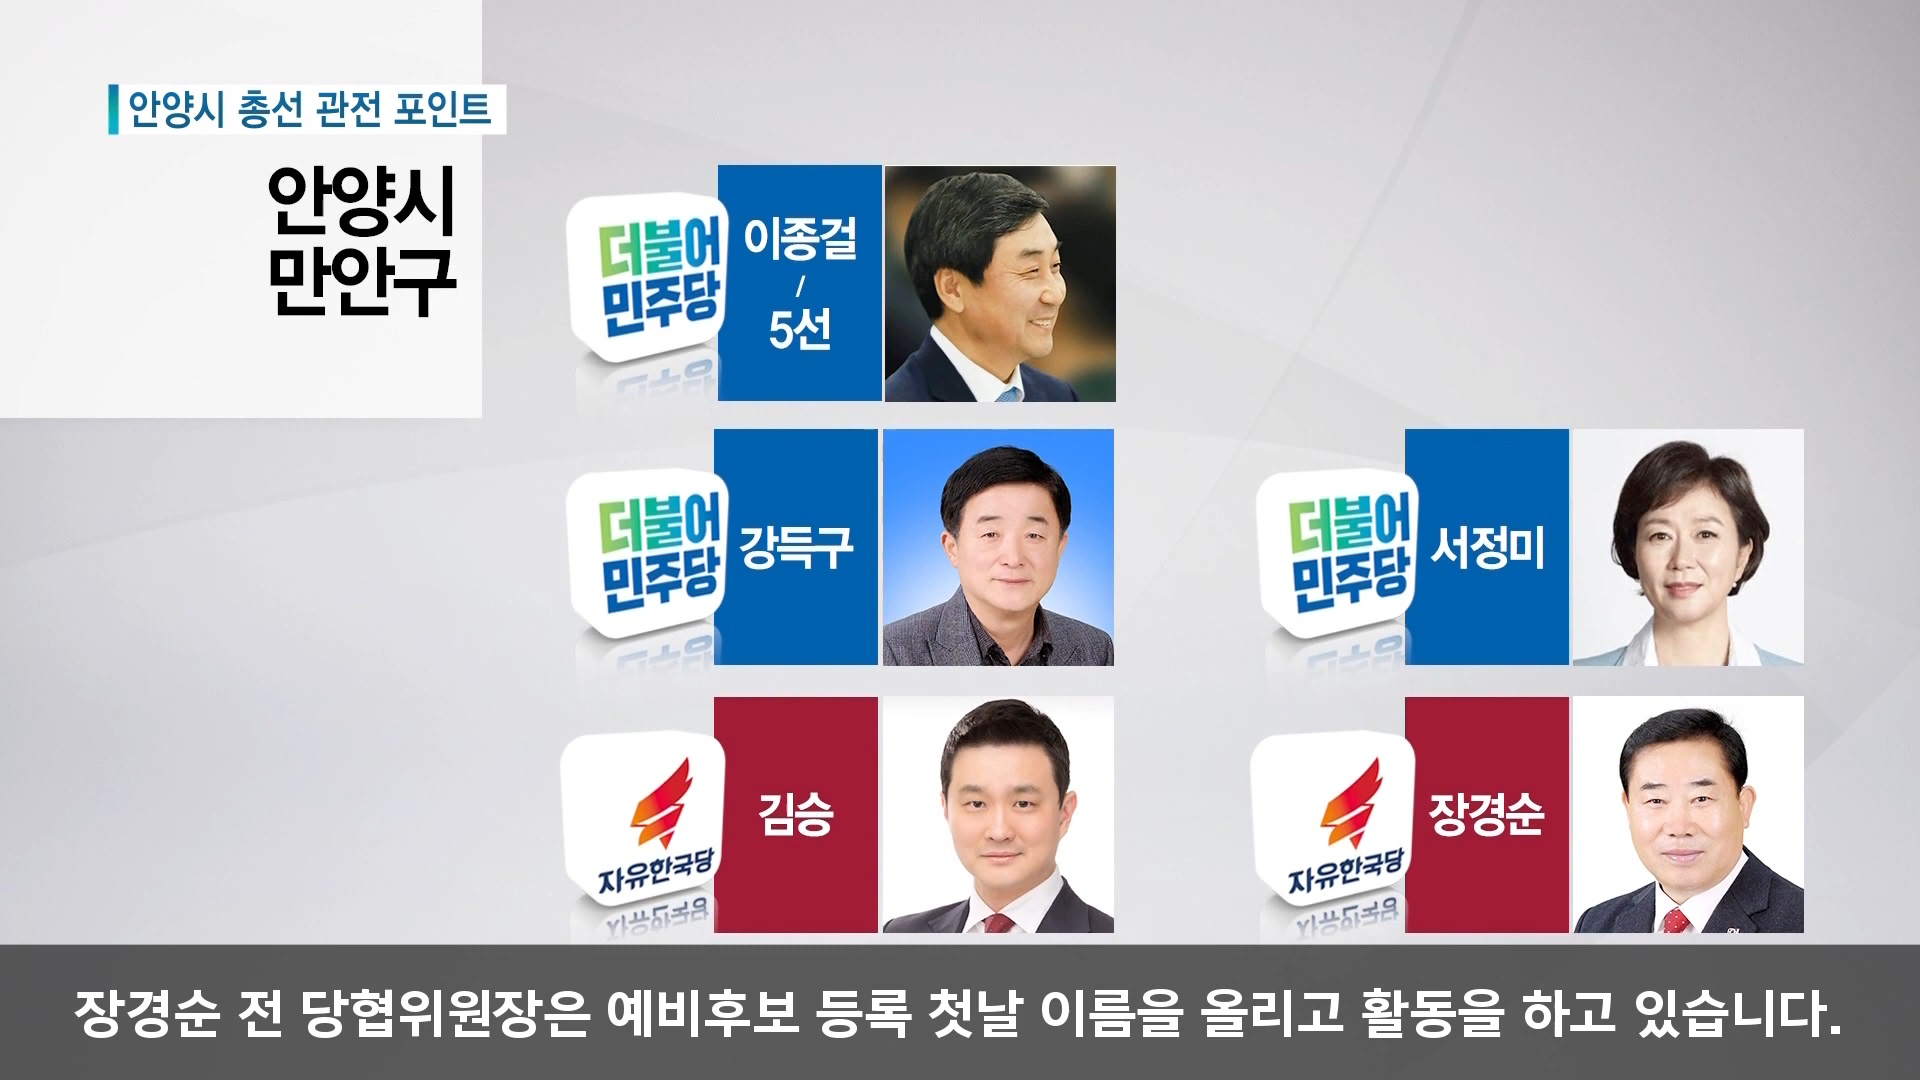 안양시 총선 관전 포인트
안양시
만안구
더불어
민주당
이종걸
/
5선
더불어
민주당
강득구
더불어
민주당
서정미
자유한국당
김승
자유한국당
장경순
장경순 전 당협위원장은 예비후보 등록 첫날 이름을 올리고 활동을 하고 있습니다.